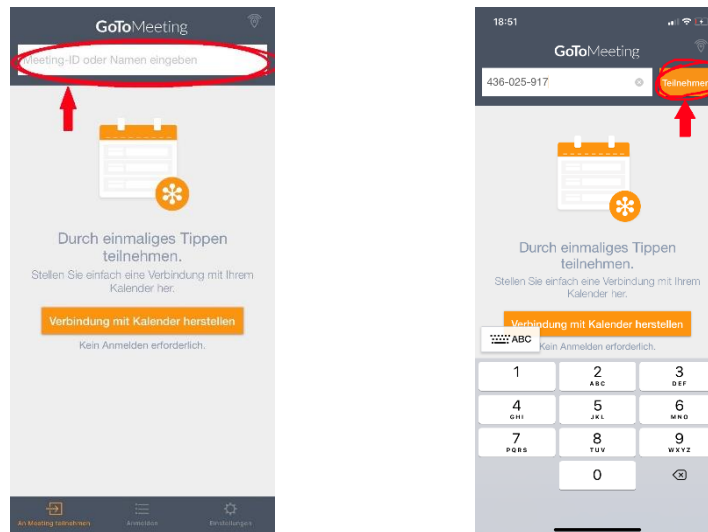 GoToMeeting
Meeting-ID oder Namen eingeben
Durch einmaliges Tippen
teilnehmen.
Stellen Sie einfach eine Verbindung mit Ihrem
Kalender her.
Verbindung mit Kalender herstellen
Kein Anmelden erforderlich.
An Meeting teilnehmen
Anmelden
Einstellungen
18:51
GoToMeeting
436-025-917
Teilnehmen
Durch einmaliges Tippen
teilnehmen.
Stellen Sie einfach eine Verbindung mit Ihrem
Kalender her.
Verbindung mit Kalender herstellen
ABC
Kein Anmelden erforderlich.
1 2 3
ABC DEF
4 5 6
GHI JKL MNO
7 8 9
PQRS TUV WXYZ
0